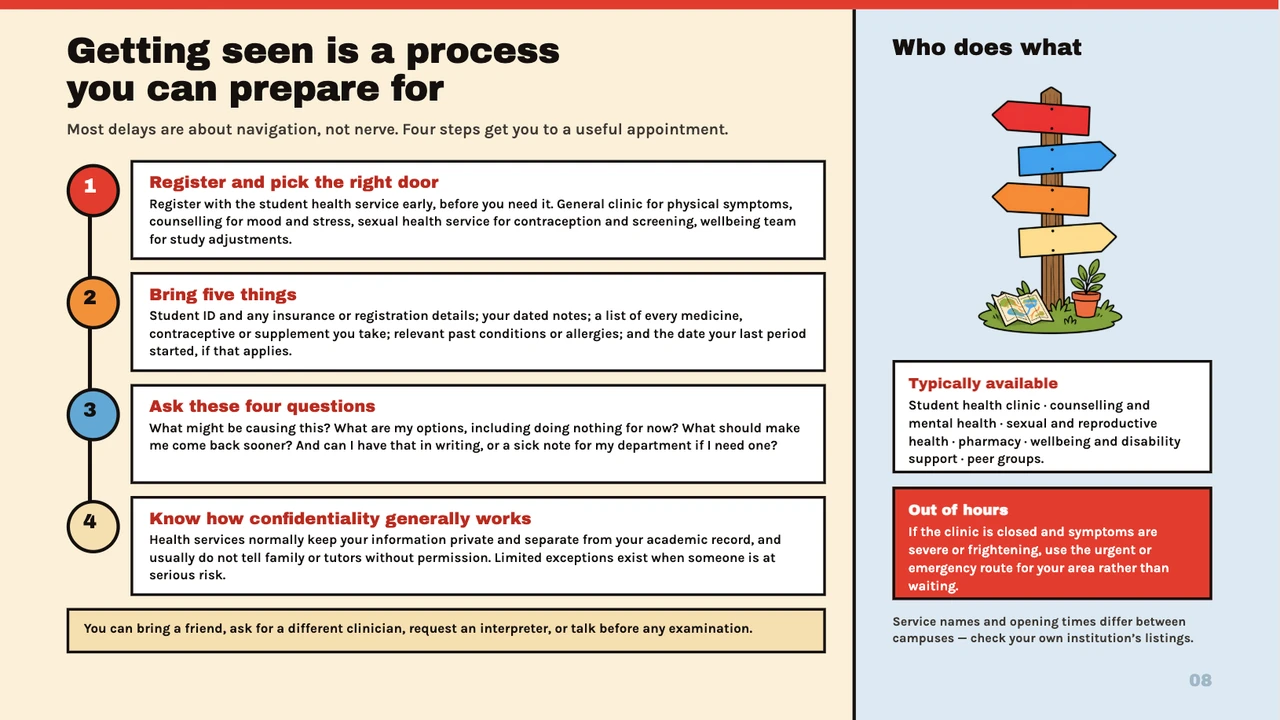 Getting seen is a process
you can prepare for
Most delays are about navigation, not nerve. Four steps get you to a useful appointment.
1
Register and pick the right door
Register with the student health service early, before you need it. General clinic for physical symptoms,
counselling for mood and stress, sexual health service for contraception and screening, wellbeing team
for study adjustments.
2
Bring five things
Student ID and any insurance or registration details; your dated notes; a list of every medicine,
contraceptive or supplement you take; relevant past conditions or allergies; and the date your last period
started, if that applies.
3
Ask these four questions
What might be causing this? What are my options, including doing nothing for now? What should make
me come back sooner? And can I have that in writing, or a sick note for my department if I need one?
4
Know how confidentiality generally works
Health services normally keep your information private and separate from your academic record, and
usually do not tell family or tutors without permission. Limited exceptions exist when someone is at
serious risk.
You can bring a friend, ask for a different clinician, request an interpreter, or talk before any examination.
Who does what
Typically available
Student health clinic · counselling and
mental health · sexual and reproductive
health · pharmacy · wellbeing and disability
support · peer groups.
Out of hours
If the clinic is closed and symptoms are
severe or frightening, use the urgent or
emergency route for your area rather than
waiting.
Service names and opening times differ between
campuses — check your own institution’s listings.
08